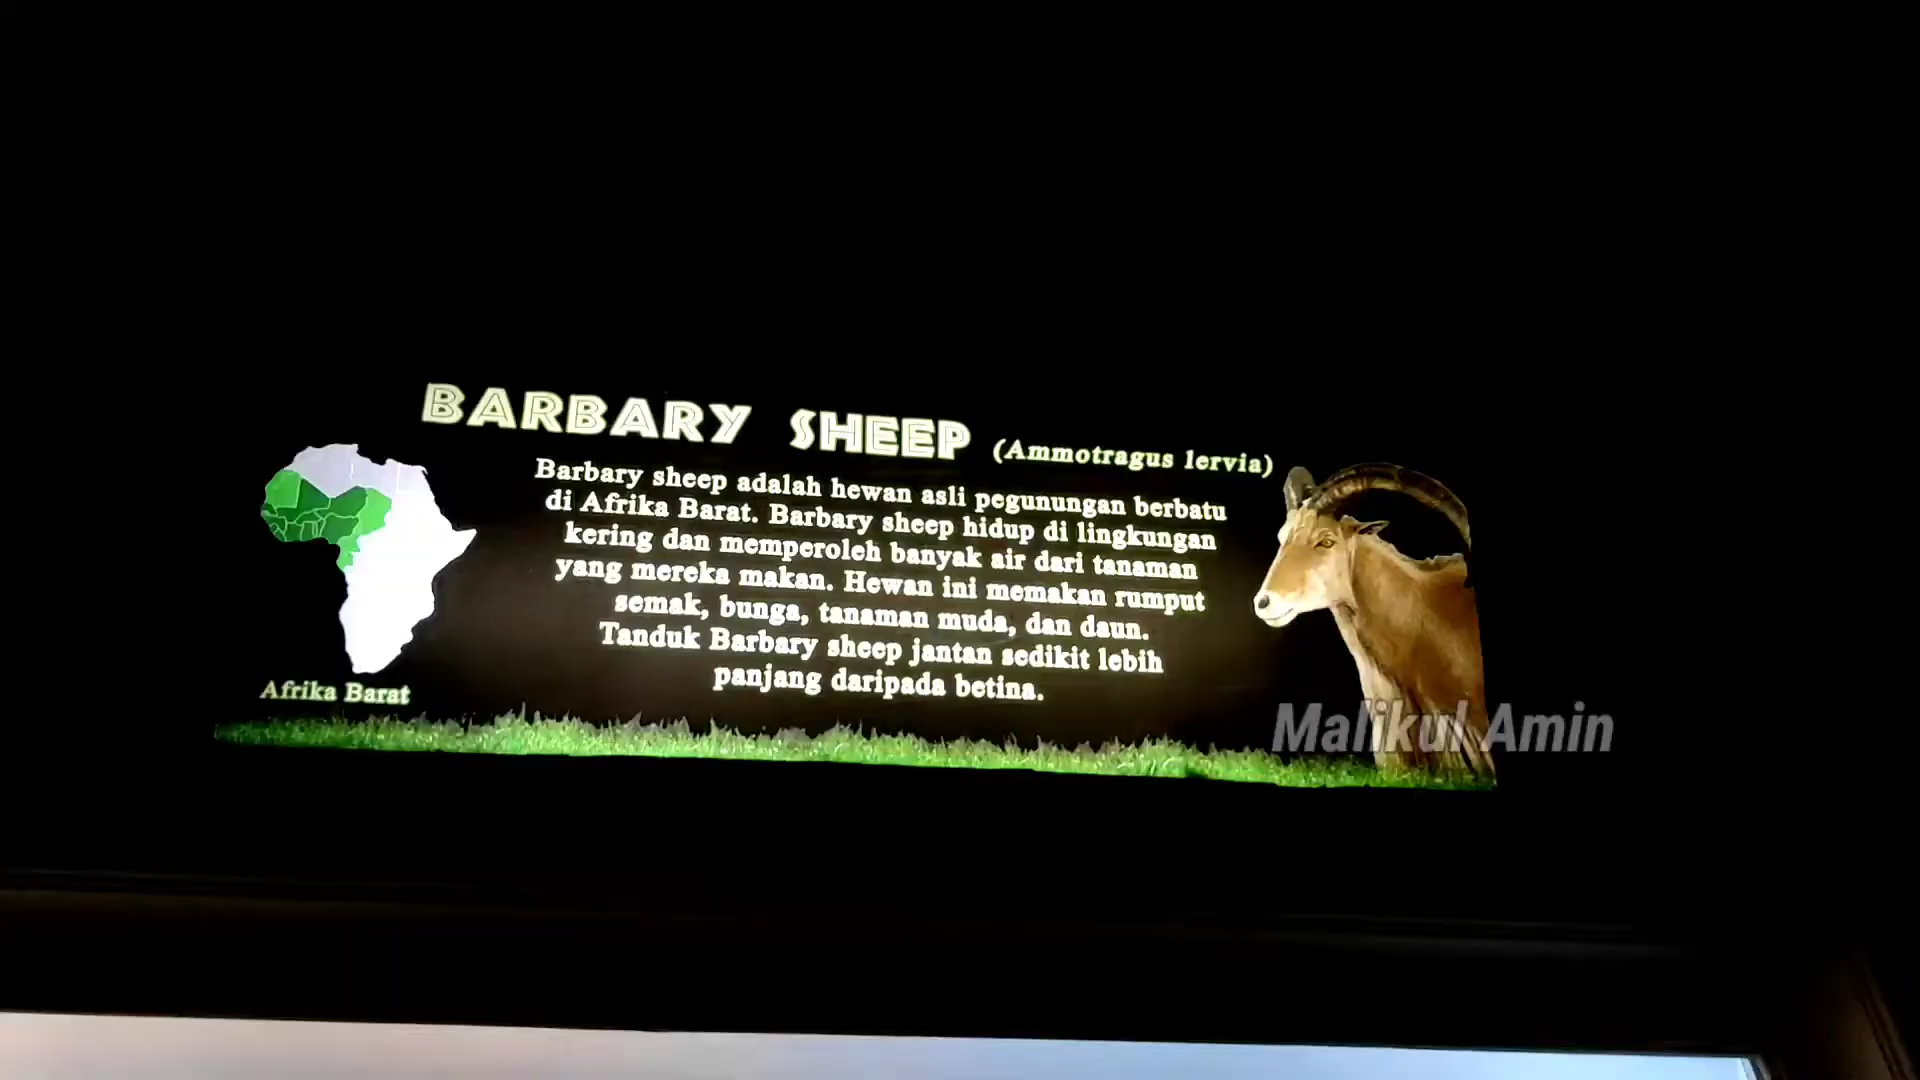 BARBARY SHEEP (Ammotragus lervia)
Barbary sheep adalah hewan asli pegunungan berbatu
di Afrika Barat. Barbary sheep hidup di lingkungan
kering dan memperoleh banyak air dari tanaman
yang mereka makan. Hewan ini memakan rumput
semak, bunga, tanaman muda, dan daun.
Tanduk Barbary sheep jantan sedikit lebih
panjang daripada betina.
Afrika Barat
Malikul Amin